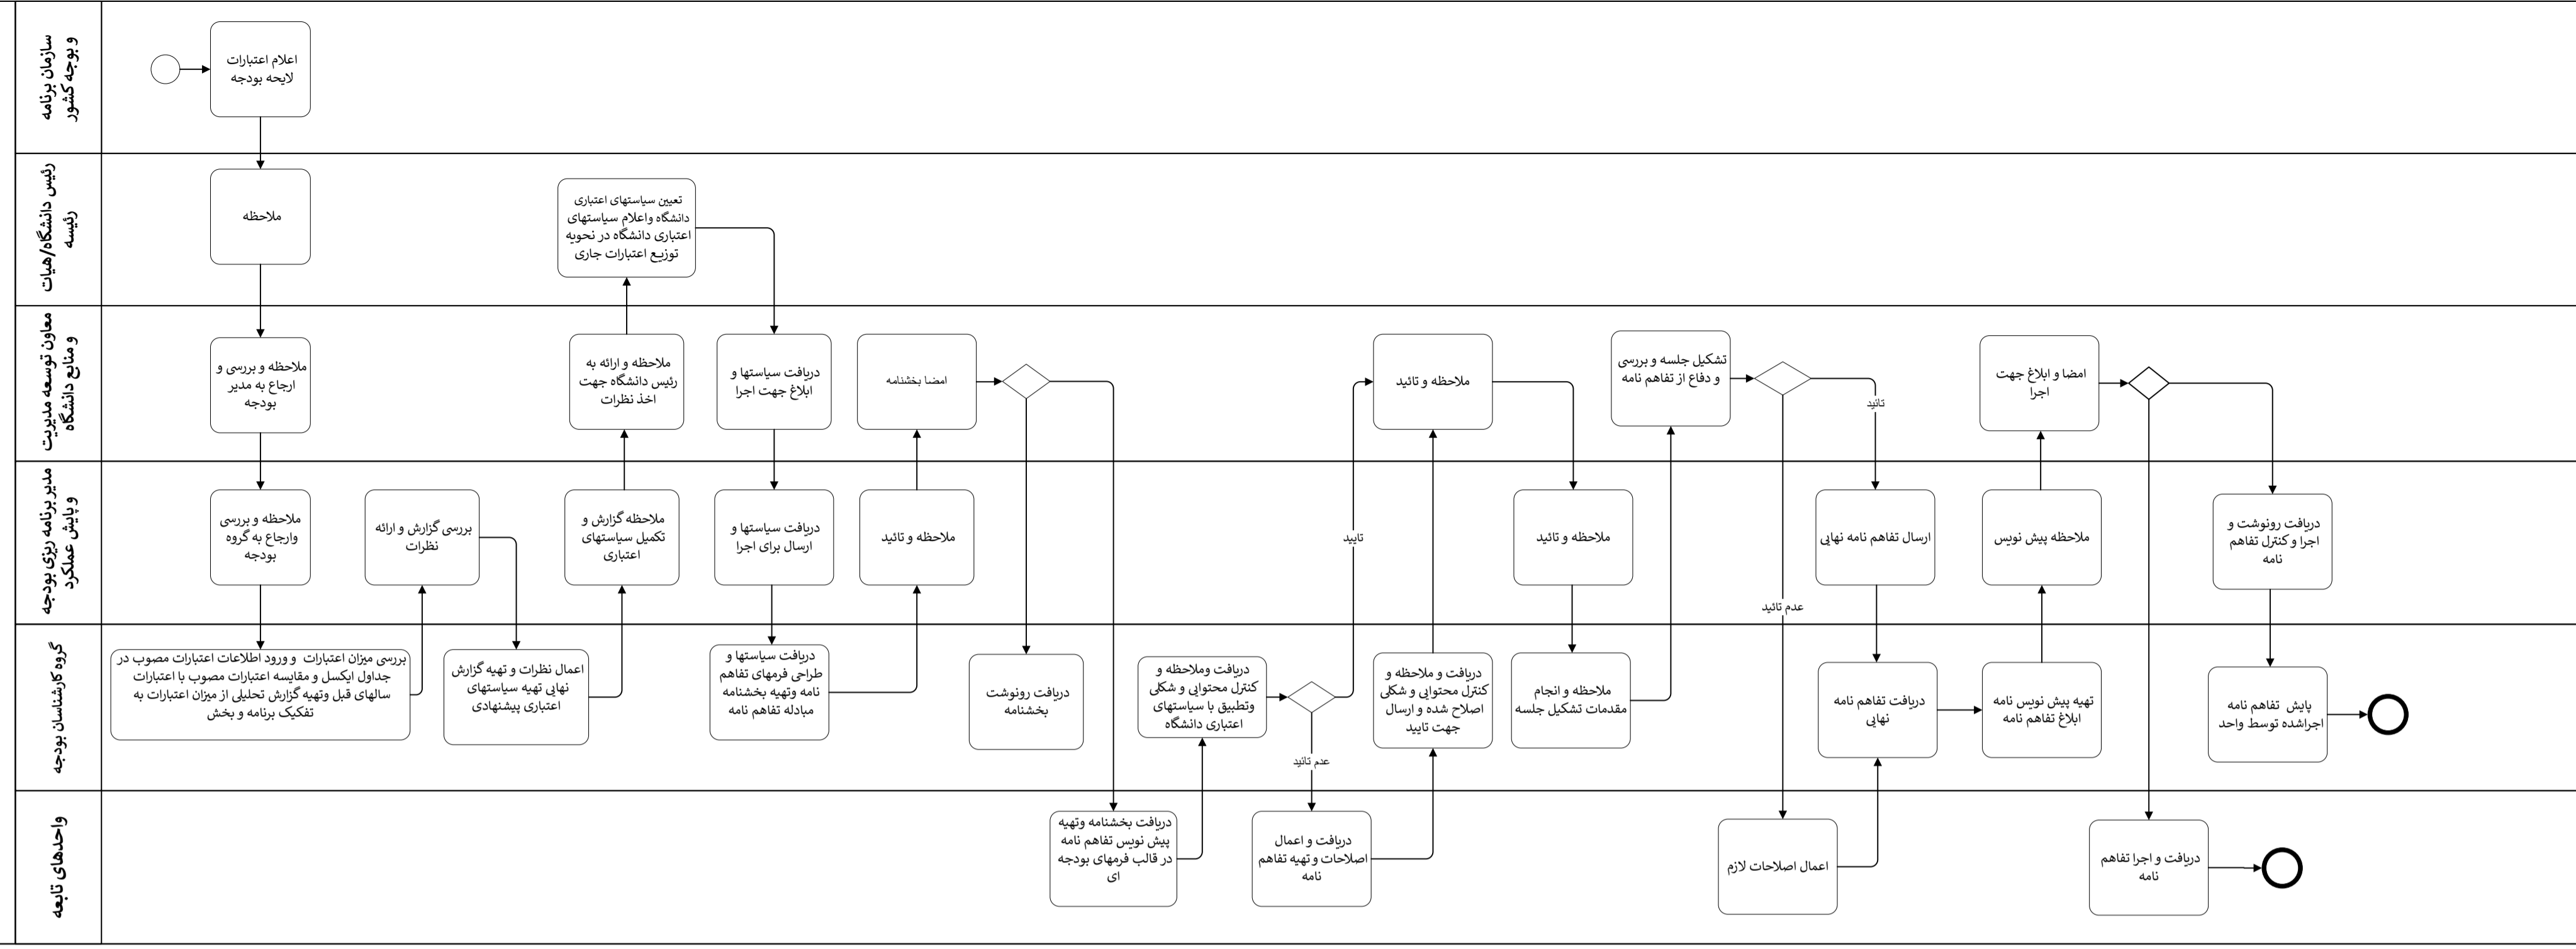 سازمان برنامه
و بوجه کشور
اعلام اعتبارات
لایحه بودجه
رئیس دانشگاه/هیات
رئیسه
ملاحظه
تعیین سیاستهای اعتباری
دانشگاه واعلام سیاستهای
اعتباری دانشگاه در نحویه
توزیع اعتبارات جاری
معاون توسعه مدیریت
و منابع دانشگاه
ملاحظه و بررسی و
ارجاع به مدیر
بودجه
ملاحظه و ارائه به
رئیس دانشگاه جهت
اخذ نظرات
دریافت سیاستها و
ابلاغ جهت اجرا
امضا بخشنامه
ملاحظه و تائید
تشکیل جلسه و بررسی
و دفاع از تفاهم نامه
تائید
امضا و ابلاغ جهت
اجرا
مدیر برنامه ریزی بودجه
و پایش عملکرد
ملاحظه و بررسی
وارجاع به گروه
بودجه
بررسی گزارش و ارائه
نظرات
ملاحظه گزارش و
تکمیل سیاستهای
اعتباری
دریافت سیاستها و
ارسال برای اجرا
ملاحظه و تائید
تایید
ملاحظه و تائید
عدم تائید
ارسال تفاهم نامه نهایی
ملاحظه پیش نویس
دریافت رونوشت و
اجرا و کنترل تفاهم
نامه
گروه کارشناسان بودجه
بررسی میزان اعتبارات و ورود اطلاعات اعتبارات مصوب در
جداول ایکسل و مقایسه اعتبارات مصوب با اعتبارات
سالهای قبل وتهیه گزارش تحلیلی از میزان اعتبارات به
تفکیک برنامه و بخش
اعمال نظرات و تهیه گزارش
نهایی تهیه سیاستهای
اعتباری پیشنهادی
دریافت سیاستها و
طراحی فرمهای تفاهم
نامه وتهیه بخشنامه
مبادله تفاهم نامه
دریافت رونوشت
بخشنامه
دریافت وملاحظه و
کنترل محتوایی و شکلی
وتطبیق با سیاستهای
اعتباری دانشگاه
عدم تائید
دریافت و ملاحظه و
کنترل محتوایی و شکلی
اصلاح شده و ارسال
جهت تایید
ملاحظه و انجام
مقدمات تشکیل جلسه
دریافت تفاهم نامه
نهایی
تهیه پیش نویس نامه
ابلاغ تفاهم نامه
پایش تفاهم نامه
اجراشده توسط واحد
واحدهای تابعه
دریافت بخشنامه وتهیه
پیش نویس تفاهم نامه
در قالب فرمهای بودجه
ای
دریافت و اعمال
اصلاحات و تهیه تفاهم
نامه
اعمال اصلاحات لازم
دریافت و اجرا تفاهم
نامه